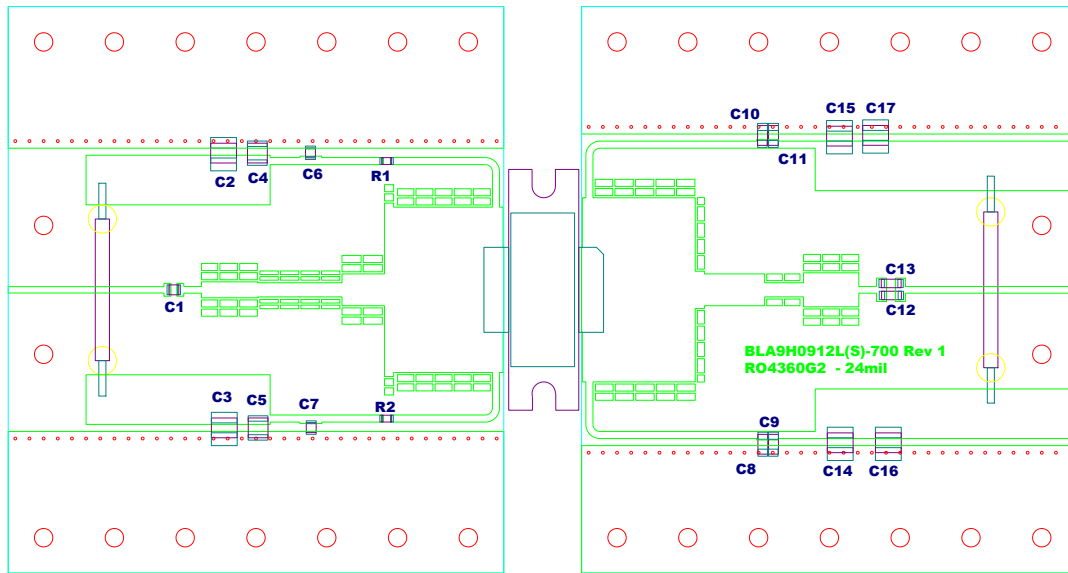 C10
C15
C17
C2
C4
C6
R1
C11
C1
C13
C12
BLA9H0912L(S)-700 Rev 1
RO4360G2 - 24mil
C3
C5
C7
R2
C9
C8
C14
C16